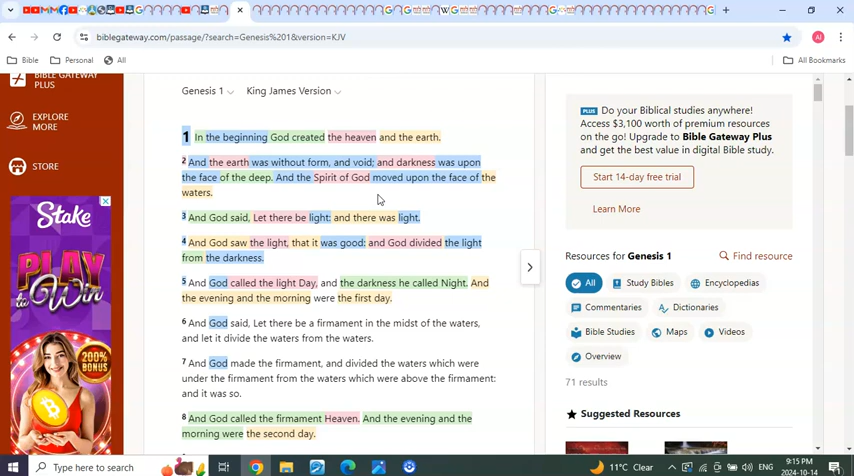 biblegateway.com/passage/?search=Genesis%201&version=KJV
AI
Bible
Personal
All
All Bookmarks
BIBLE GATEWAY
PLUS
EXPLORE
MORE
STORE
Stake
PLAY
to WIN
200%
BONUS
Genesis 1
King James Version
1 In the beginning God created the heaven and the earth.
2 And the earth was without form, and void; and darkness was upon
the face of the deep. And the Spirit of God moved upon the face of the
waters.
3 And God said, Let there be light: and there was light.
4 And God saw the light, that it was good: and God divided the light
from the darkness.
5 And God called the light Day, and the darkness he called Night. And
the evening and the morning were the first day.
6 And God said, Let there be a firmament in the midst of the waters,
and let it divide the waters from the waters.
7 And God made the firmament, and divided the waters which were
under the firmament from the waters which were above the firmament:
and it was so.
8 And God called the firmament Heaven. And the evening and the
morning were the second day.
PLUS Do your Biblical studies anywhere!
Access $3,100 worth of premium resources
on the go! Upgrade to Bible Gateway Plus
and get the best value in digital Bible study.
Start 14-day free trial
Learn More
Resources for Genesis 1
Find resource
All
Study Bibles
Encyclopedias
Commentaries
Dictionaries
Bible Studies
Maps
Videos
Overview
71 results
Suggested Resources
Type here to search
11°C Clear
ENG
9:15 PM
2024-10-14